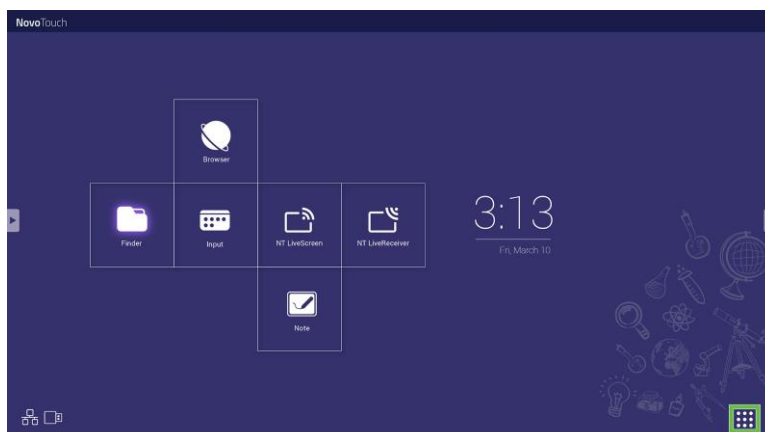 NovoTouch
Browser
Finder
Input
NT LiveScreen
NT LiveReceiver
3:13
Fri, March 10
Note